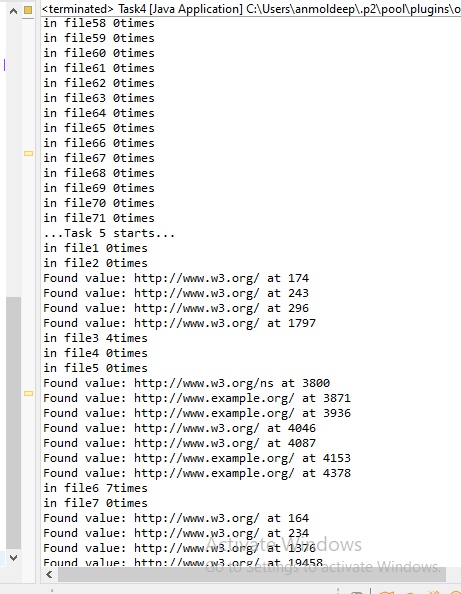 <terminated> Task4 [Java Application] C:\Users\anmoldeep\.p2\pool\plugins\o
in file58 0times
in file59 0times
in file60 0times
in file61 0times
in file62 0times
in file63 0times
in file64 0times
in file65 0times
in file66 0times
in file67 0times
in file68 0times
in file69 0times
in file70 0times
in file71 0times
...Task 5 starts...
in file1 0times
in file2 0times
Found value: http://www.w3.org/ at 174
Found value: http://www.w3.org/ at 243
Found value: http://www.w3.org/ at 296
Found value: http://www.w3.org/ at 1797
in file3 4times
in file4 0times
in file5 0times
Found value: http://www.w3.org/ns at 3800
Found value: http://www.example.org/ at 3871
Found value: http://www.example.org/ at 3936
Found value: http://www.w3.org/ at 4046
Found value: http://www.w3.org/ at 4087
Found value: http://www.example.org/ at 4153
Found value: http://www.example.org/ at 4378
in file6 7times
in file7 0times
Found value: http://www.w3.org/ at 164
Found value: http://www.w3.org/ at 234
Found value: http://www.w3.org/ at 1376
Found value: http://www.w3.org/ at 19458
Activate Windows
Go to Settings to activate Windows.